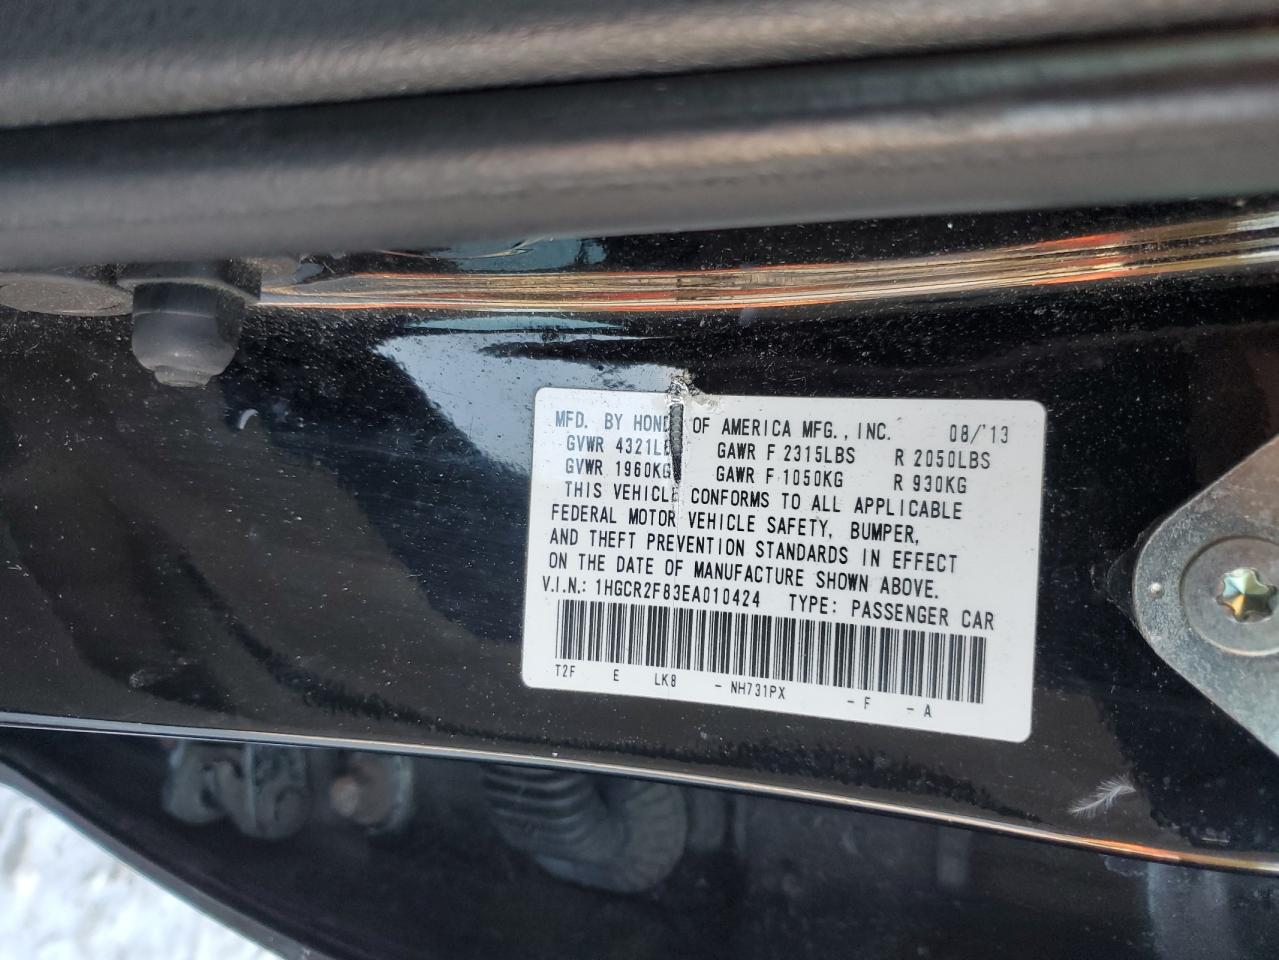 MFD. BY HOND OF AMERICA MFG., INC. 08/'13
GVWR 4321LB GAWR F 2315LBS R 2050LBS
GVWR 1960KG GAWR F 1050KG R 930KG
THIS VEHICLE CONFORMS TO ALL APPLICABLE
FEDERAL MOTOR VEHICLE SAFETY, BUMPER,
AND THEFT PREVENTION STANDARDS IN EFFECT
ON THE DATE OF MANUFACTURE SHOWN ABOVE.
V.I.N.: 1HGCR2F83EA010424 TYPE: PASSENGER CAR
T2F E LK8 - NH731PX - F - A